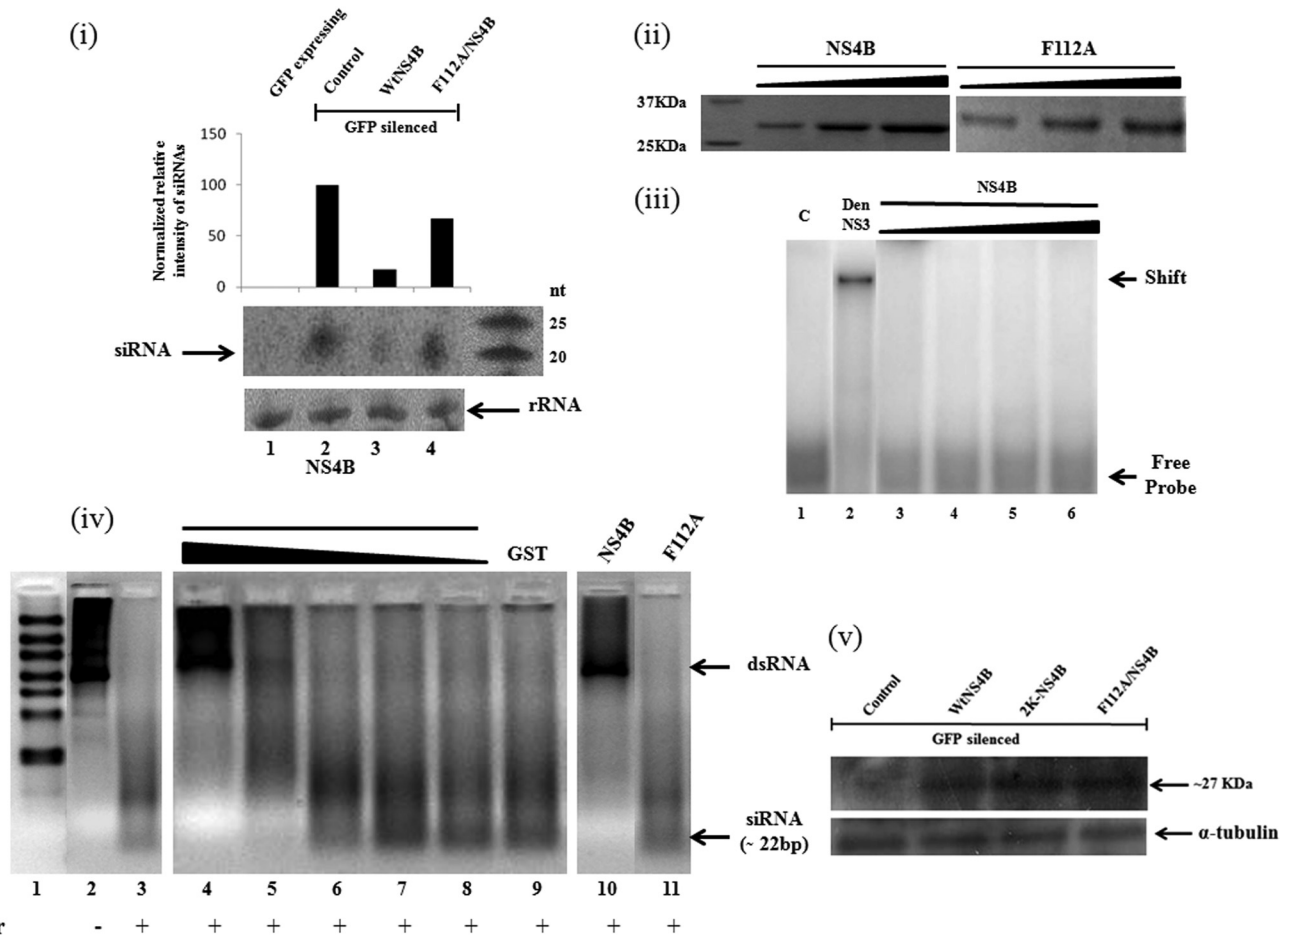 (i)
GFP expressing
Control
WtNS4B
F112A/NS4B
GFP silenced
Normalized relative
intensity of siRNAs
150
100
50
0
nt
25
20
siRNA
rRNA
1 2 3 4
NS4B
(ii)
NS4B
F112A
37KDa
25KDa
(iii)
C
Den
NS3
NS4B
Shift
Free
Probe
1 2 3 4 5 6
(iv)
GST
NS4B
F112A
dsRNA
siRNA
(~ 22bp)
1 2 3 4 5 6 7 8 9 10 11
r - + + + + + + + + +
(v)
Control
WtNS4B
2K-NS4B
F112A/NS4B
GFP silenced
~27 KDa
α-tubulin